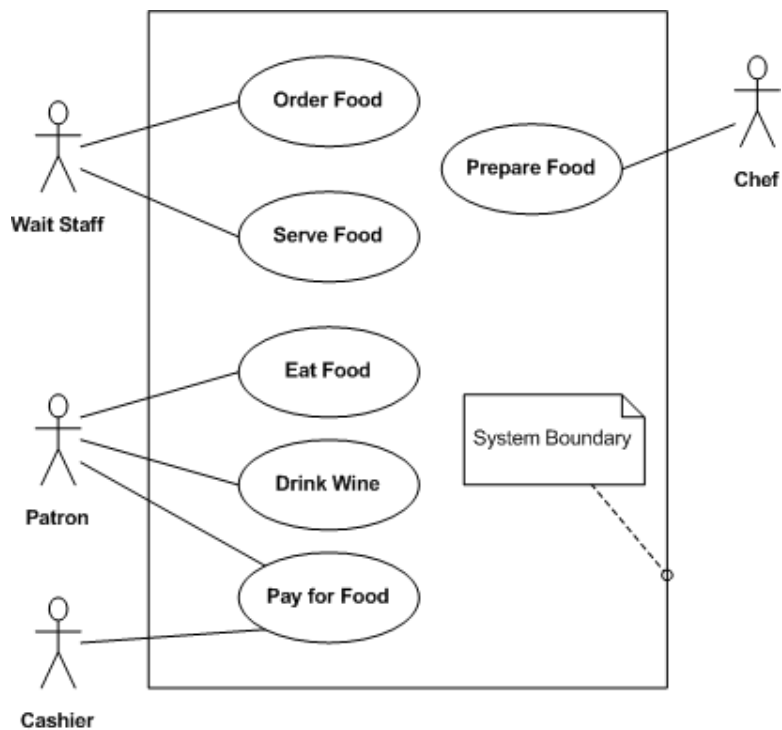 Order Food
Prepare Food
Chef
Wait Staff
Serve Food
Eat Food
System Boundary
Drink Wine
Patron
Pay for Food
Cashier